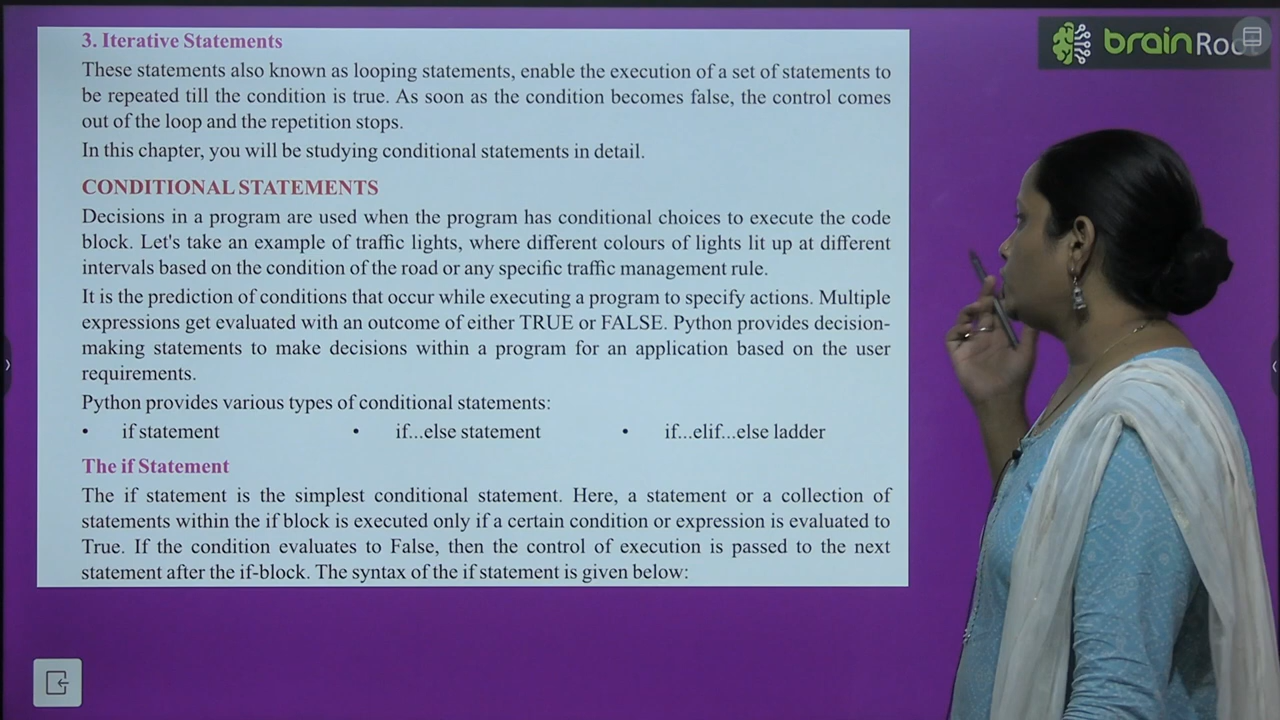 3. Iterative Statements
These statements also known as looping statements, enable the execution of a set of statements to
be repeated till the condition is true. As soon as the condition becomes false, the control comes
out of the loop and the repetition stops.
In this chapter, you will be studying conditional statements in detail.
CONDITIONAL STATEMENTS
Decisions in a program are used when the program has conditional choices to execute the code
block. Let's take an example of traffic lights, where different colours of lights lit up at different
intervals based on the condition of the road or any specific traffic management rule.
It is the prediction of conditions that occur while executing a program to specify actions. Multiple
expressions get evaluated with an outcome of either TRUE or FALSE. Python provides decision-
making statements to make decisions within a program for an application based on the user
requirements.
Python provides various types of conditional statements:
• if statement • if...else statement • if...elif...else ladder
The if Statement
The if statement is the simplest conditional statement. Here, a statement or a collection of
statements within the if block is executed only if a certain condition or expression is evaluated to
True. If the condition evaluates to False, then the control of execution is passed to the next
statement after the if-block. The syntax of the if statement is given below:
brain